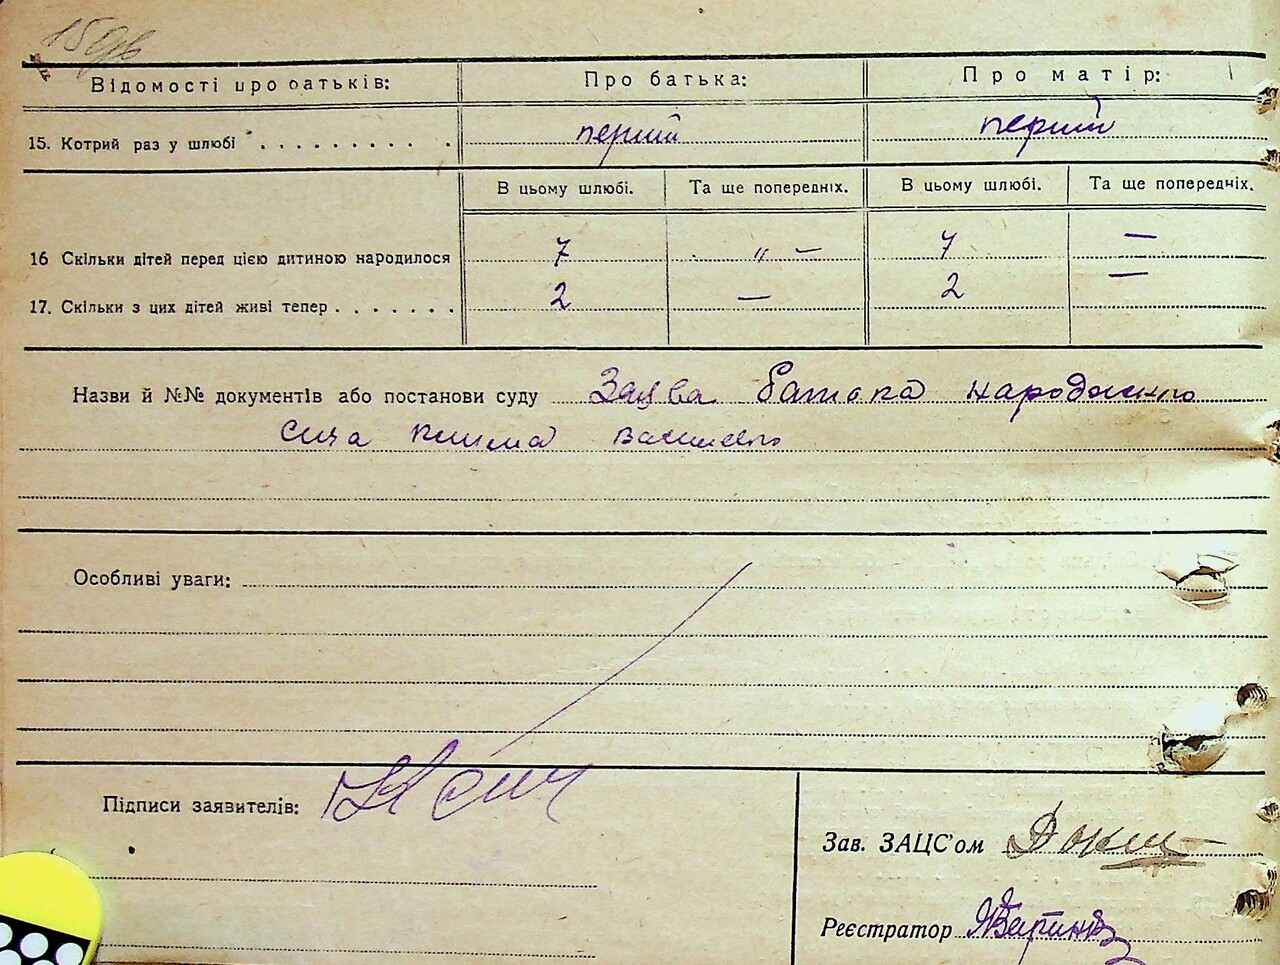 Відомості про батьків: Про батька: Про матір:
15. Котрий раз у шлюбі . . . . . . . . . . перший перший
В цьому шлюбі. Та ще попередніх. В цьому шлюбі. Та ще попередніх.
16 Скільки дітей перед цією дитиною народилося 7 „ – 7 —
17. Скільки з цих дітей живі тепер . . . . . . . 2 — 2 —
Назви й №№ документів або постанови суду Заява батька
Сича
Особливі уваги:
Підписи заявителів:
Зав. ЗАЦС'ом
Реєстратор